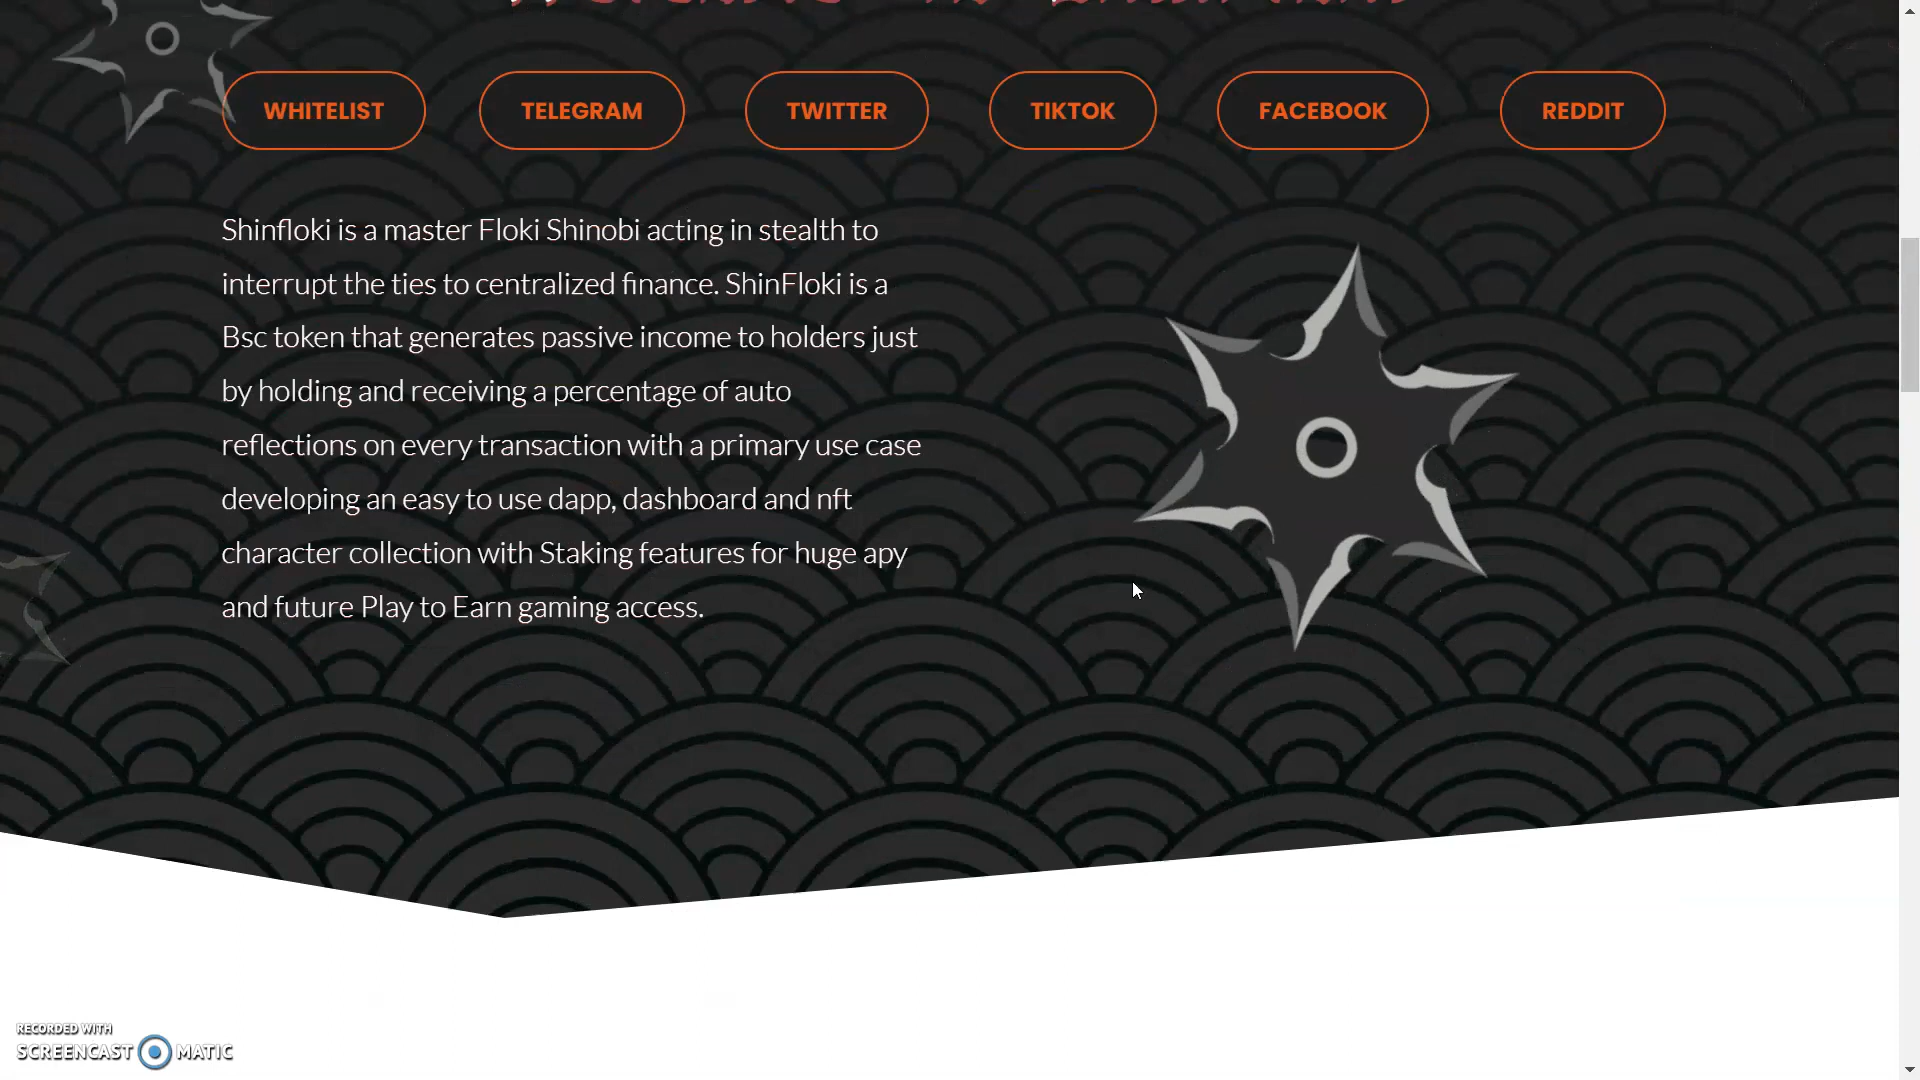 WHITELIST TELEGRAM TWITTER TIKTOK FACEBOOK REDDIT
Shinfloki is a master Floki Shinobi acting in stealth to
interrupt the ties to centralized finance. ShinFloki is a
Bsc token that generates passive income to holders just
by holding and receiving a percentage of auto
reflections on every transaction with a primary use case
developing an easy to use dapp, dashboard and nft
character collection with Staking features for huge apy
and future Play to Earn gaming access.
RECORDED WITH
SCREENCAST MATIC